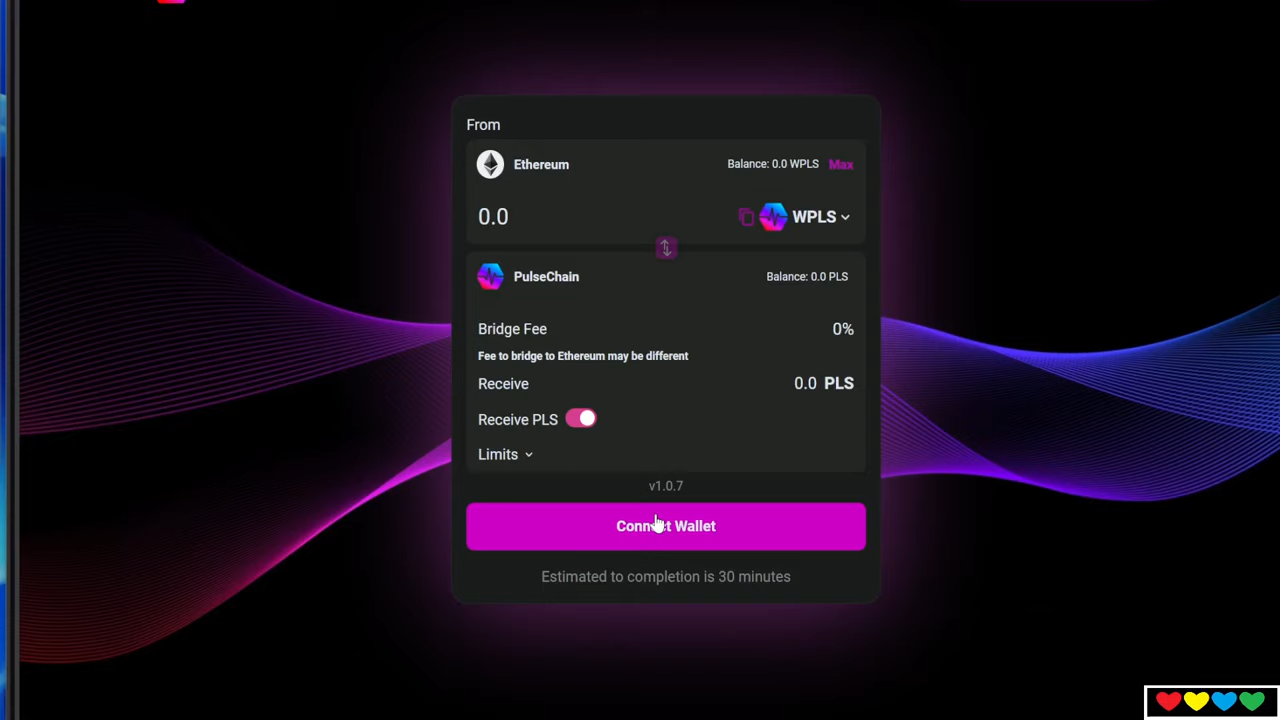 From
Ethereum
Balance: 0.0 WPLS Max
0.0
WPLS
PulseChain
Balance: 0.0 PLS
Bridge Fee 0%
Fee to bridge to Ethereum may be different
Receive 0.0 PLS
Receive PLS
Limits
v1.0.7
Connect Wallet
Estimated to completion is 30 minutes